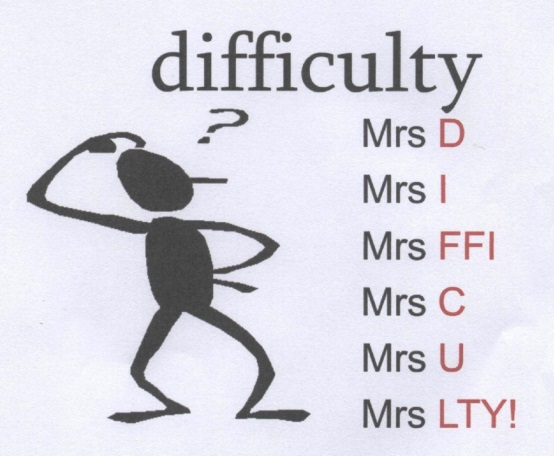 difficulty
?
Mrs D
Mrs I
Mrs FFI
Mrs C
Mrs U
Mrs LTY!